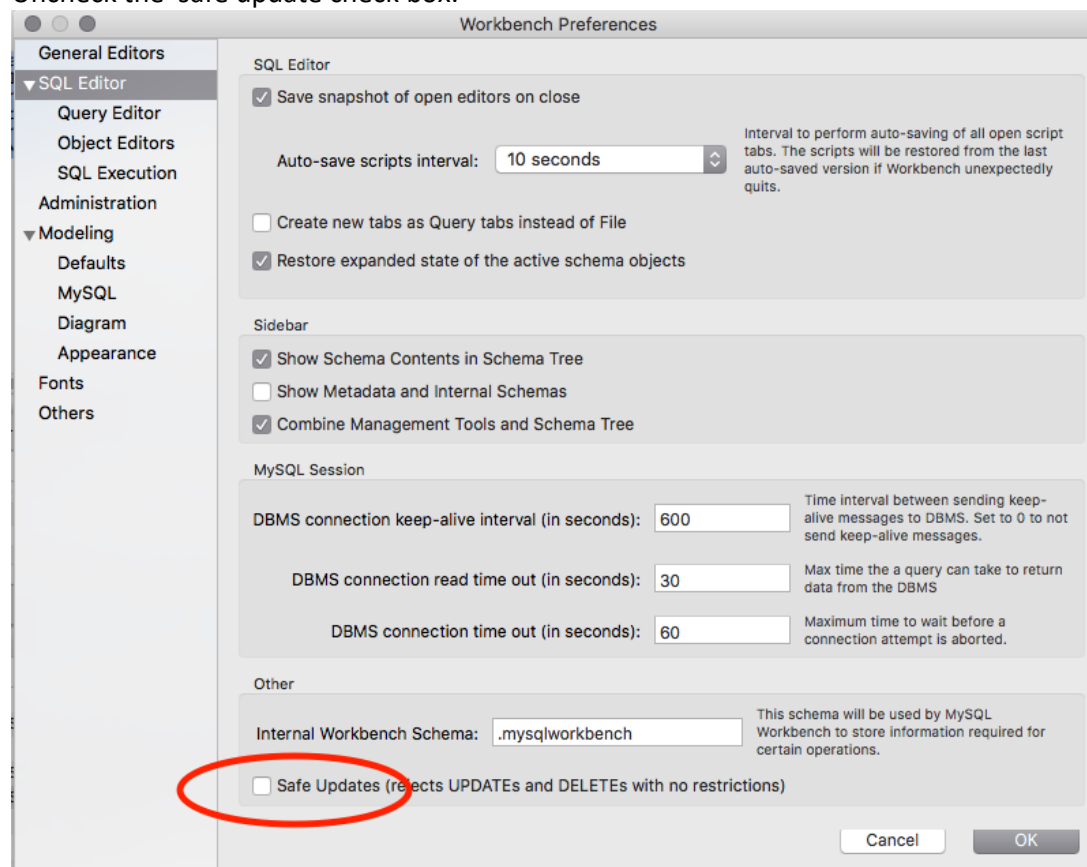 Uncheck the safe update check box.
Workbench Preferences
General Editors
SQL Editor
Query Editor
Object Editors
SQL Execution
Administration
Modeling
Defaults
MySQL
Diagram
Appearance
Fonts
Others
SQL Editor
Save snapshot of open editors on close
Auto-save scripts interval:
10 seconds
Interval to perform auto-saving of all open script
tabs. The scripts will be restored from the last
auto-saved version if Workbench unexpectedly
quits.
Create new tabs as Query tabs instead of File
Restore expanded state of the active schema objects
Sidebar
Show Schema Contents in Schema Tree
Show Metadata and Internal Schemas
Combine Management Tools and Schema Tree
MySQL Session
DBMS connection keep-alive interval (in seconds):
600
Time interval between sending keep-
alive messages to DBMS. Set to 0 to not
send keep-alive messages.
DBMS connection read time out (in seconds):
30
Max time the a query can take to return
data from the DBMS
DBMS connection time out (in seconds):
60
Maximum time to wait before a
connection attempt is aborted.
Other
Internal Workbench Schema:
.mysqlworkbench
This schema will be used by MySQL
Workbench to store information required for
certain operations.
Safe Updates (rejects UPDATEs and DELETEs with no restrictions)
Cancel
OK